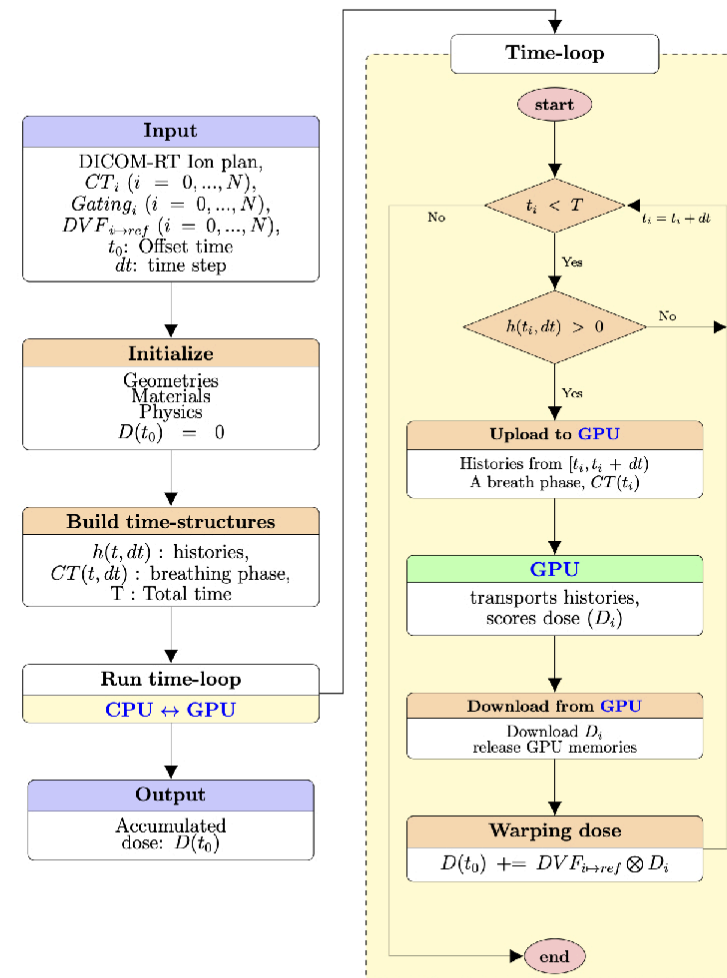 Input
DICOM-RT Ion plan,
CT_i (i = 0, ..., N),
Gating_i (i = 0, ..., N),
DVF_{i↦ref} (i = 0, ..., N),
t_0: Offset time
dt: time step
Initialize
Geometries
Materials
Physics
D(t_0) = 0
Build time-structures
h(t, dt) : histories,
CT(t, dt) : breathing phase,
T : Total time
Run time-loop
CPU ↔ GPU
Output
Accumulated
dose: D(t_0)
Time-loop
start
t_i < T
No
t_i = t_i + dt
Yes
h(t_i, dt) > 0
No
Yes
Upload to GPU
Histories from [t_i, t_i + dt)
A breath phase, CT(t_i)
GPU
transports histories,
scores dose (D_i)
Download from GPU
Download D_i
release GPU memories
Warping dose
D(t_0) += DVF_{i↦ref} ⊗ D_i
end